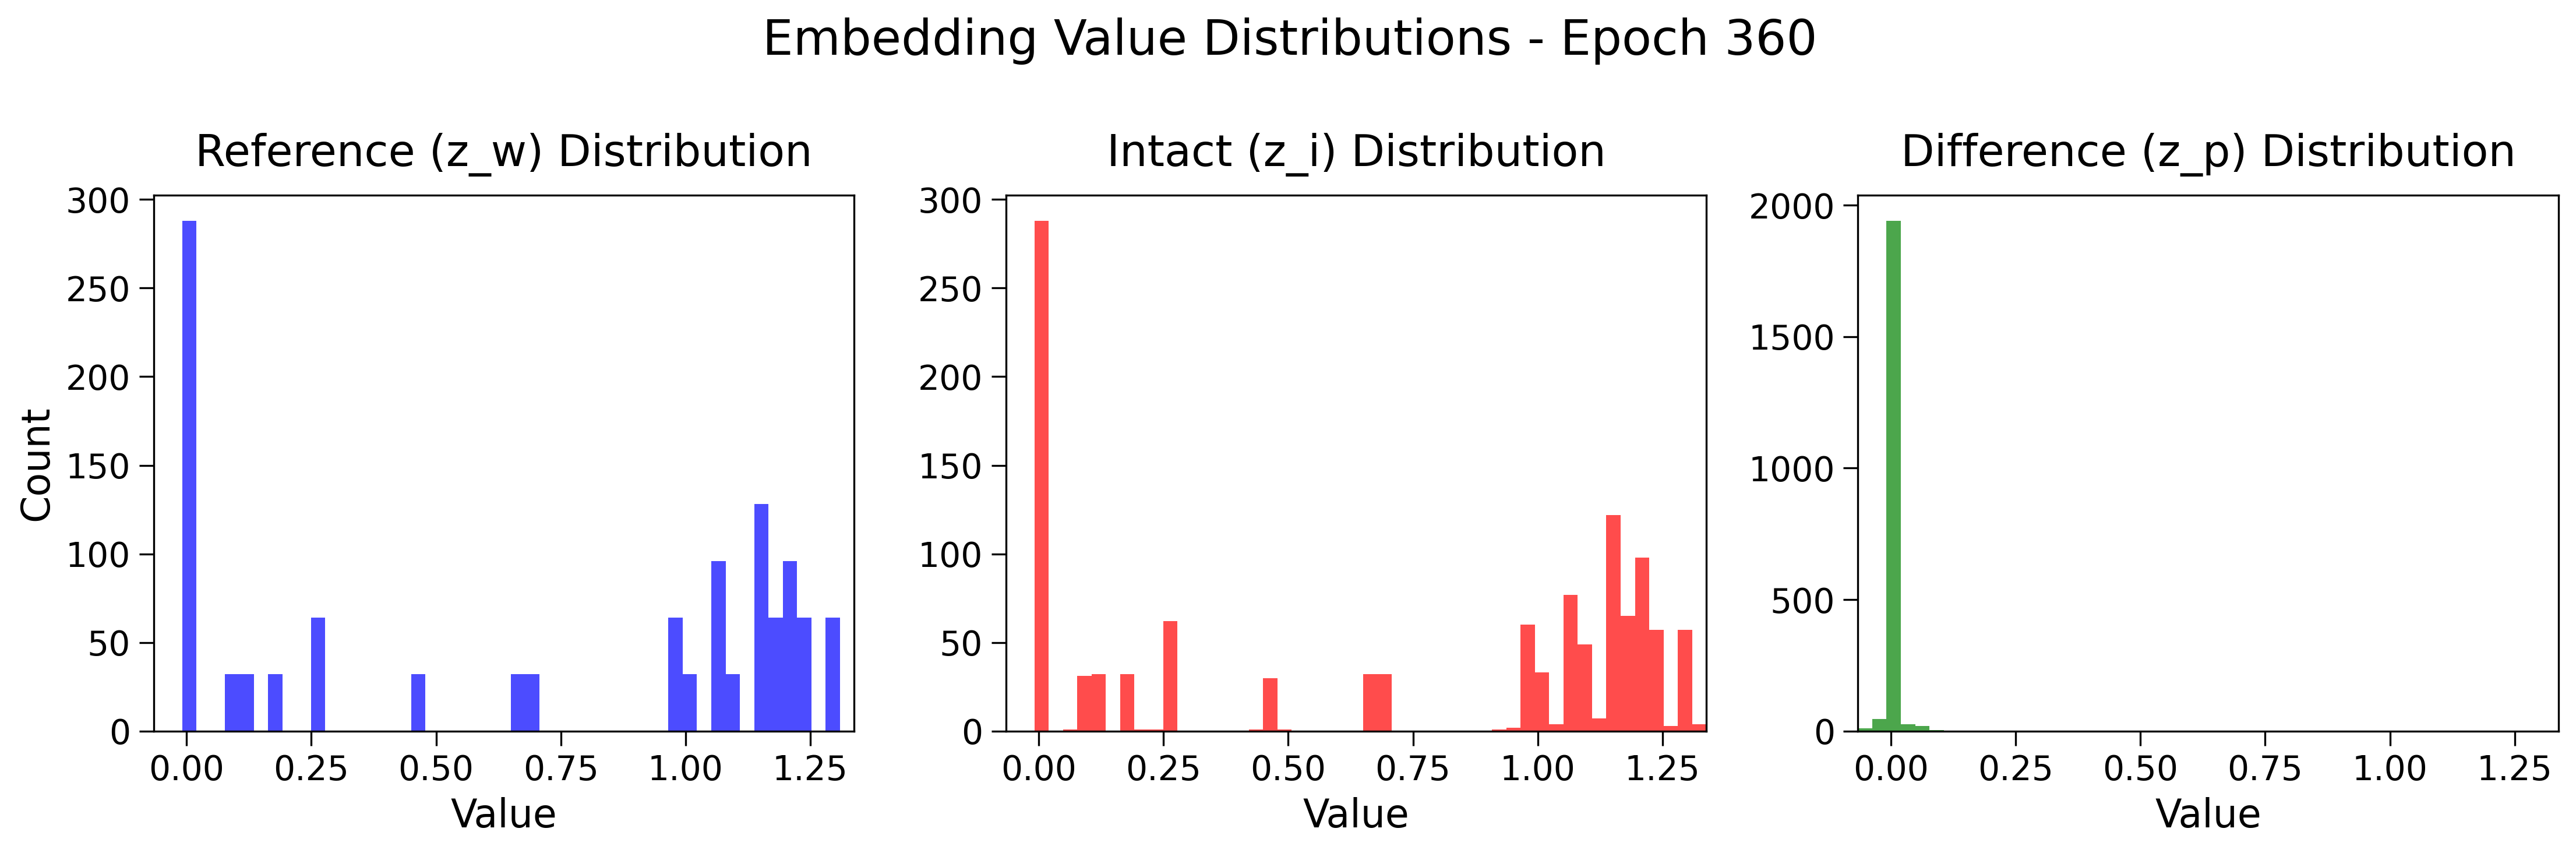 Embedding Value Distributions - Epoch 360
Reference (z_w) Distribution
Intact (z_i) Distribution
Difference (z_p) Distribution
300
250
200
150
100
50
0
Count
0.00 0.25 0.50 0.75 1.00 1.25
Value
300
250
200
150
100
50
0
0.00 0.25 0.50 0.75 1.00 1.25
Value
2000
1500
1000
500
0
0.00 0.25 0.50 0.75 1.00 1.25
Value